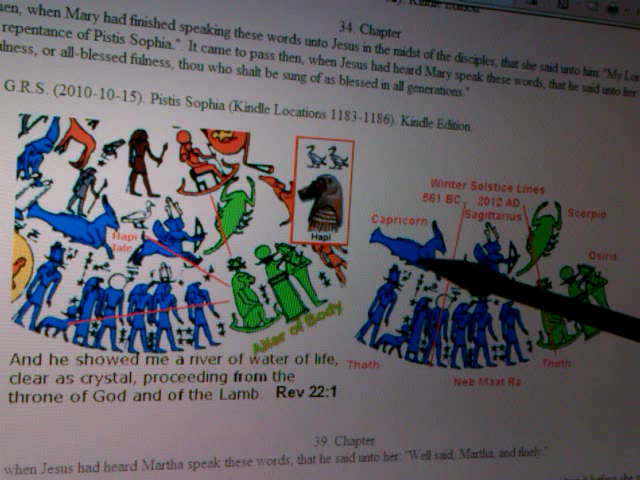 Kindle Edition
34. Chapter
hen, when Mary had finished speaking these words unto Jesus in the midst of the disciples, that she said unto him: "My Lor
repentance of Pistis Sophia.". It came to pass then, when Jesus had heard Mary speak these words, that he said unto her:
lness, or all-blessed fulness, thou who shalt be sung of as blessed in all generations."
G.R.S. (2010-10-15). Pistis Sophia (Kindle Locations 1183-1186). Kindle Edition.
Hapi
Tale
Hapi
Altar of Body
And he showed me a river of water of life,
clear as crystal, proceeding from the
throne of God and of the Lamb. Rev 22:1
Winter Solstice Lines
561 BC
2012 AD
Capricorn
Sagittarius
Scorpio
Osiris
Thoth
Thoth
Neb Maat Ra
39. Chapter
when Jesus had heard Martha speak these words, that he said unto her: "Well said, Martha, and finely."